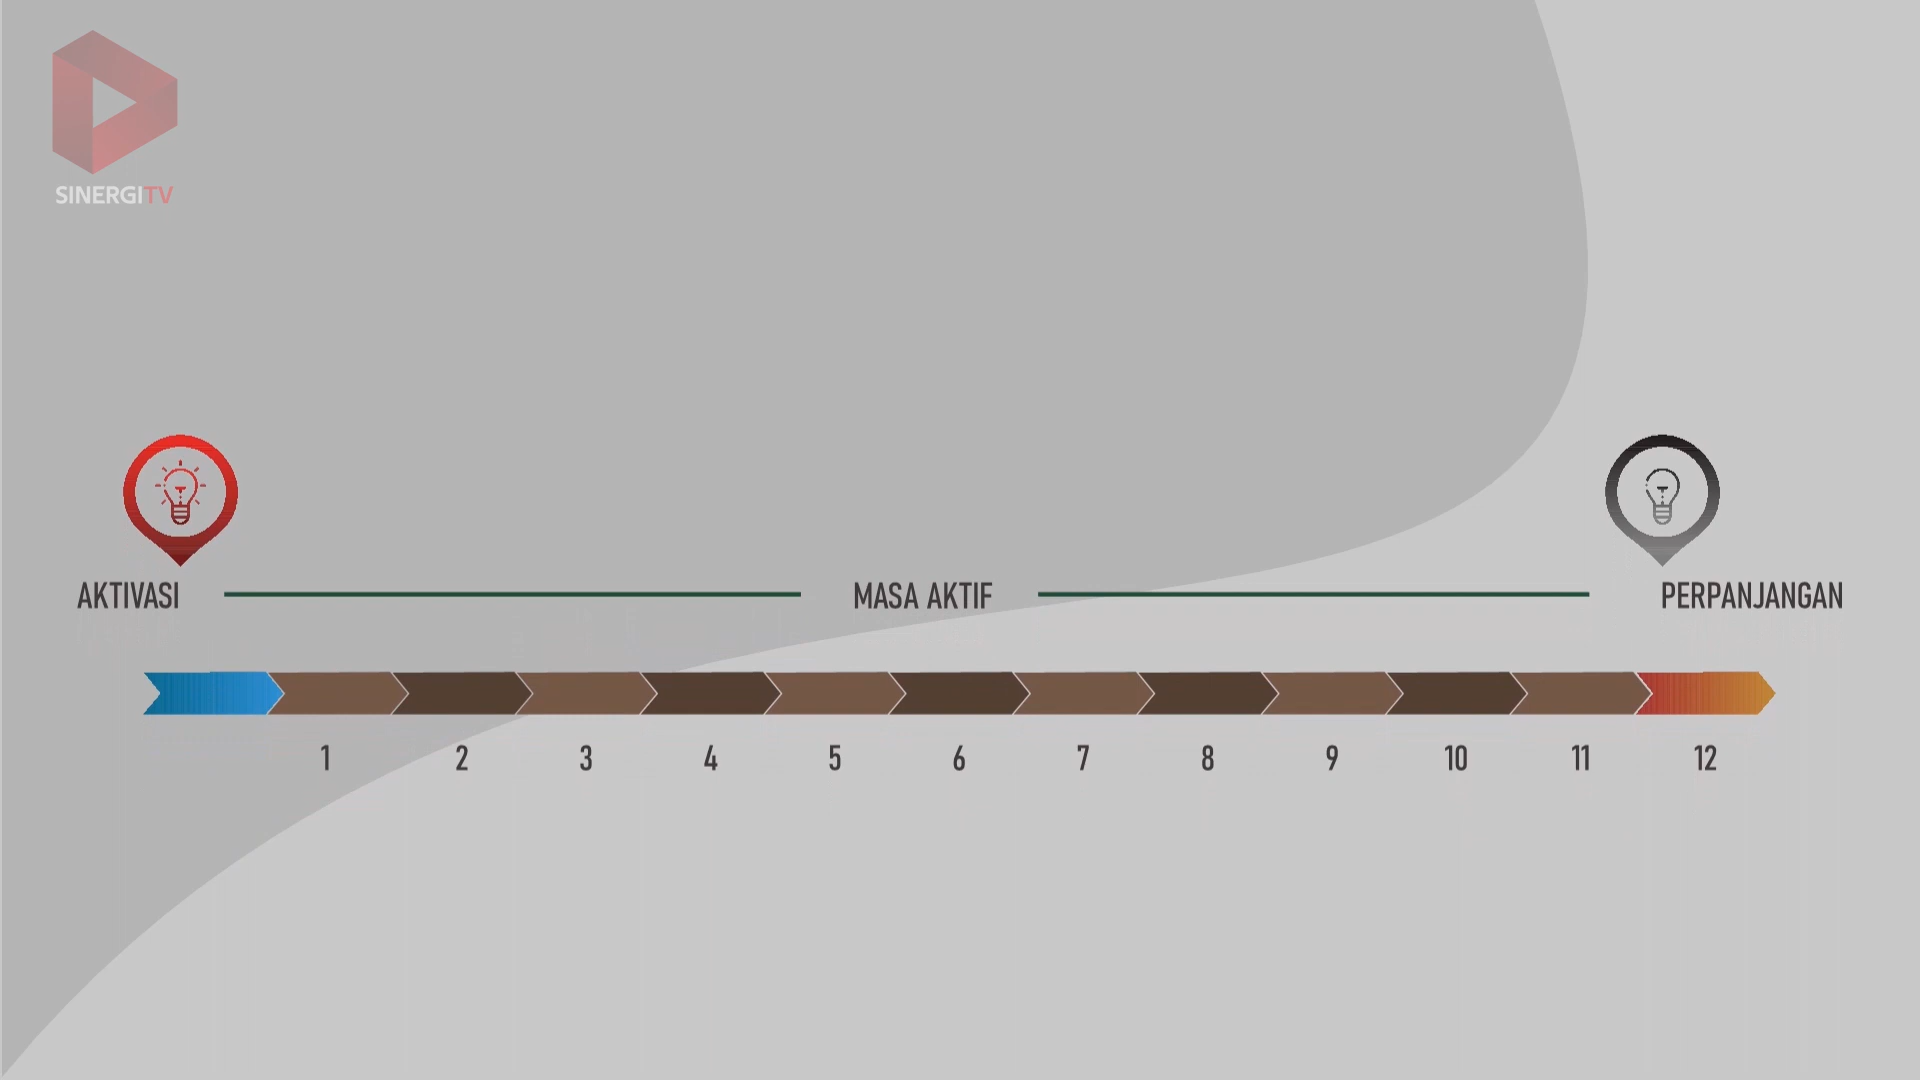 SINERGITV
AKTIVASI
MASA AKTIF
PERPANJANGAN
1 2 3 4 5 6 7 8 9 10 11 12